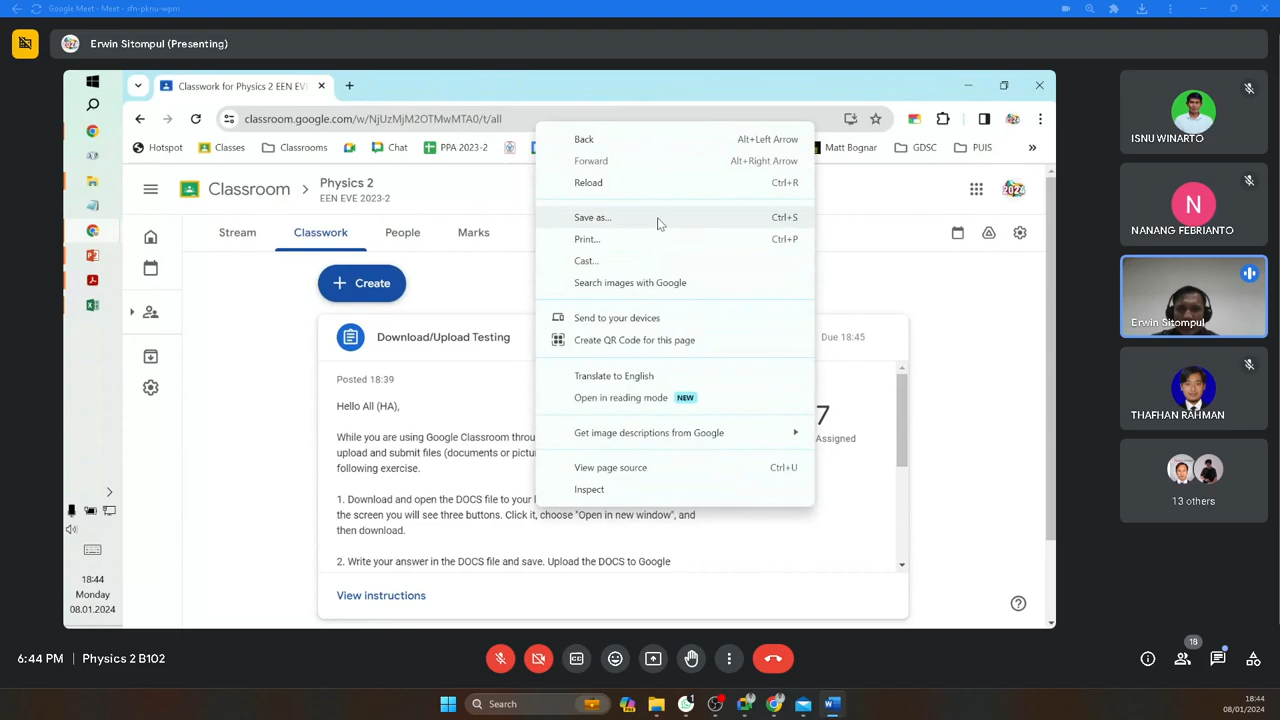 Google Meet - Meet - sfn-pknu-wpm
Erwin Sitompul (Presenting)
Classwork for Physics 2 EEN EVE
classroom.google.com/w/NjUzMjM2OTMwMTA0/t/all
Hotspot
Classes
Classrooms
Chat
PPA 2023-2
Matt Bognar
GDSC
PUIS
Classroom
Physics 2
EEN EVE 2023-2
2024
Stream
Classwork
People
Marks
Create
Download/Upload Testing
Due 18:45
Posted 18:39
Hello All (HA),
While you are using Google Classroom throu
upload and submit files (documents or pictur
following exercise.
1. Download and open the DOCS file to your
the screen you will see three buttons. Click it, choose "Open in new window", and
then download.
2. Write your answer in the DOCS file and save. Upload the DOCS to Google
7
Assigned
View instructions
Back Alt+Left Arrow
Forward Alt+Right Arrow
Reload Ctrl+R
Save as... Ctrl+S
Print... Ctrl+P
Cast...
Search images with Google
Send to your devices
Create QR Code for this page
Translate to English
Open in reading mode NEW
Get image descriptions from Google
View page source Ctrl+U
Inspect
18:44
Monday
08.01.2024
ISNU WINARTO
N
NANANG FEBRIANTO
Erwin Sitompul
THAFHAN RAHMAN
13 others
6:44 PM | Physics 2 B102
18
Search
18:44
08/01/2024